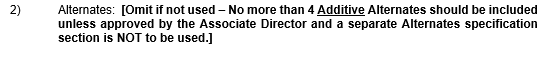 2) Alternates: [Omit if not used – No more than 4 Additive Alternates should be included
unless approved by the Associate Director and a separate Alternates specification
section is NOT to be used.]